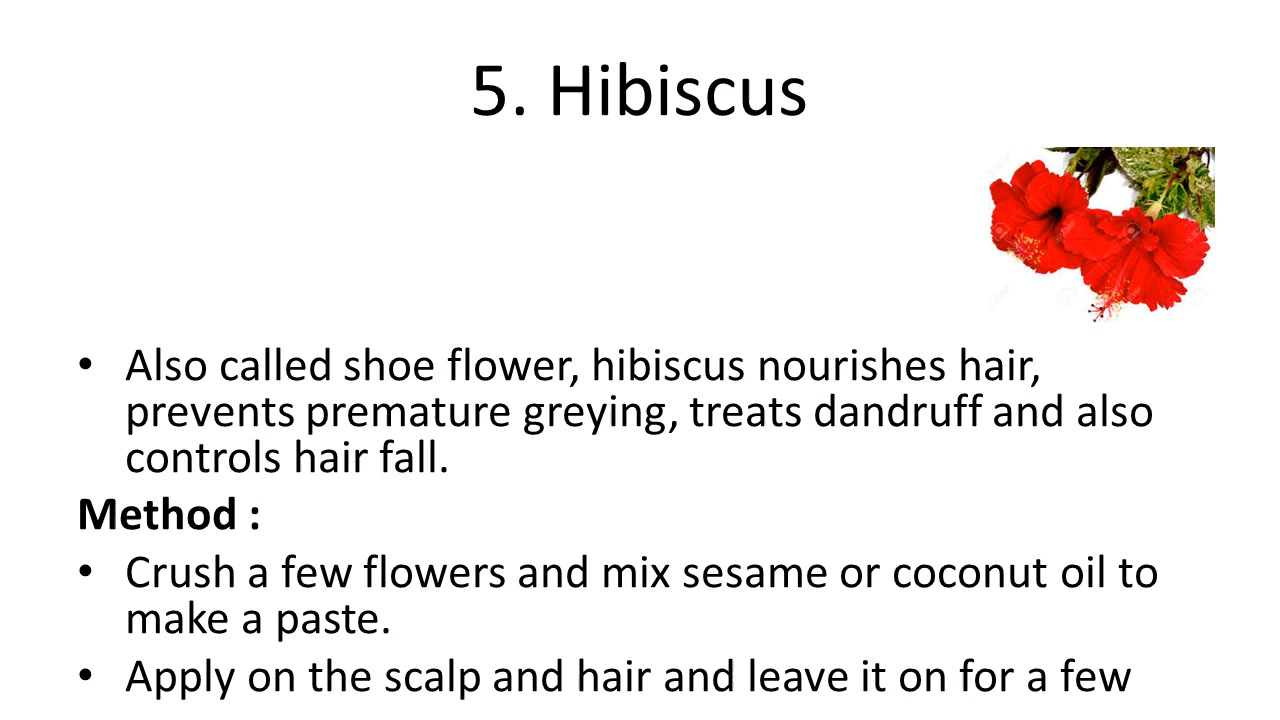 5. Hibiscus
• Also called shoe flower, hibiscus nourishes hair,
prevents premature greying, treats dandruff and also
controls hair fall.
Method :
• Crush a few flowers and mix sesame or coconut oil to
make a paste.
• Apply on the scalp and hair and leave it on for a few